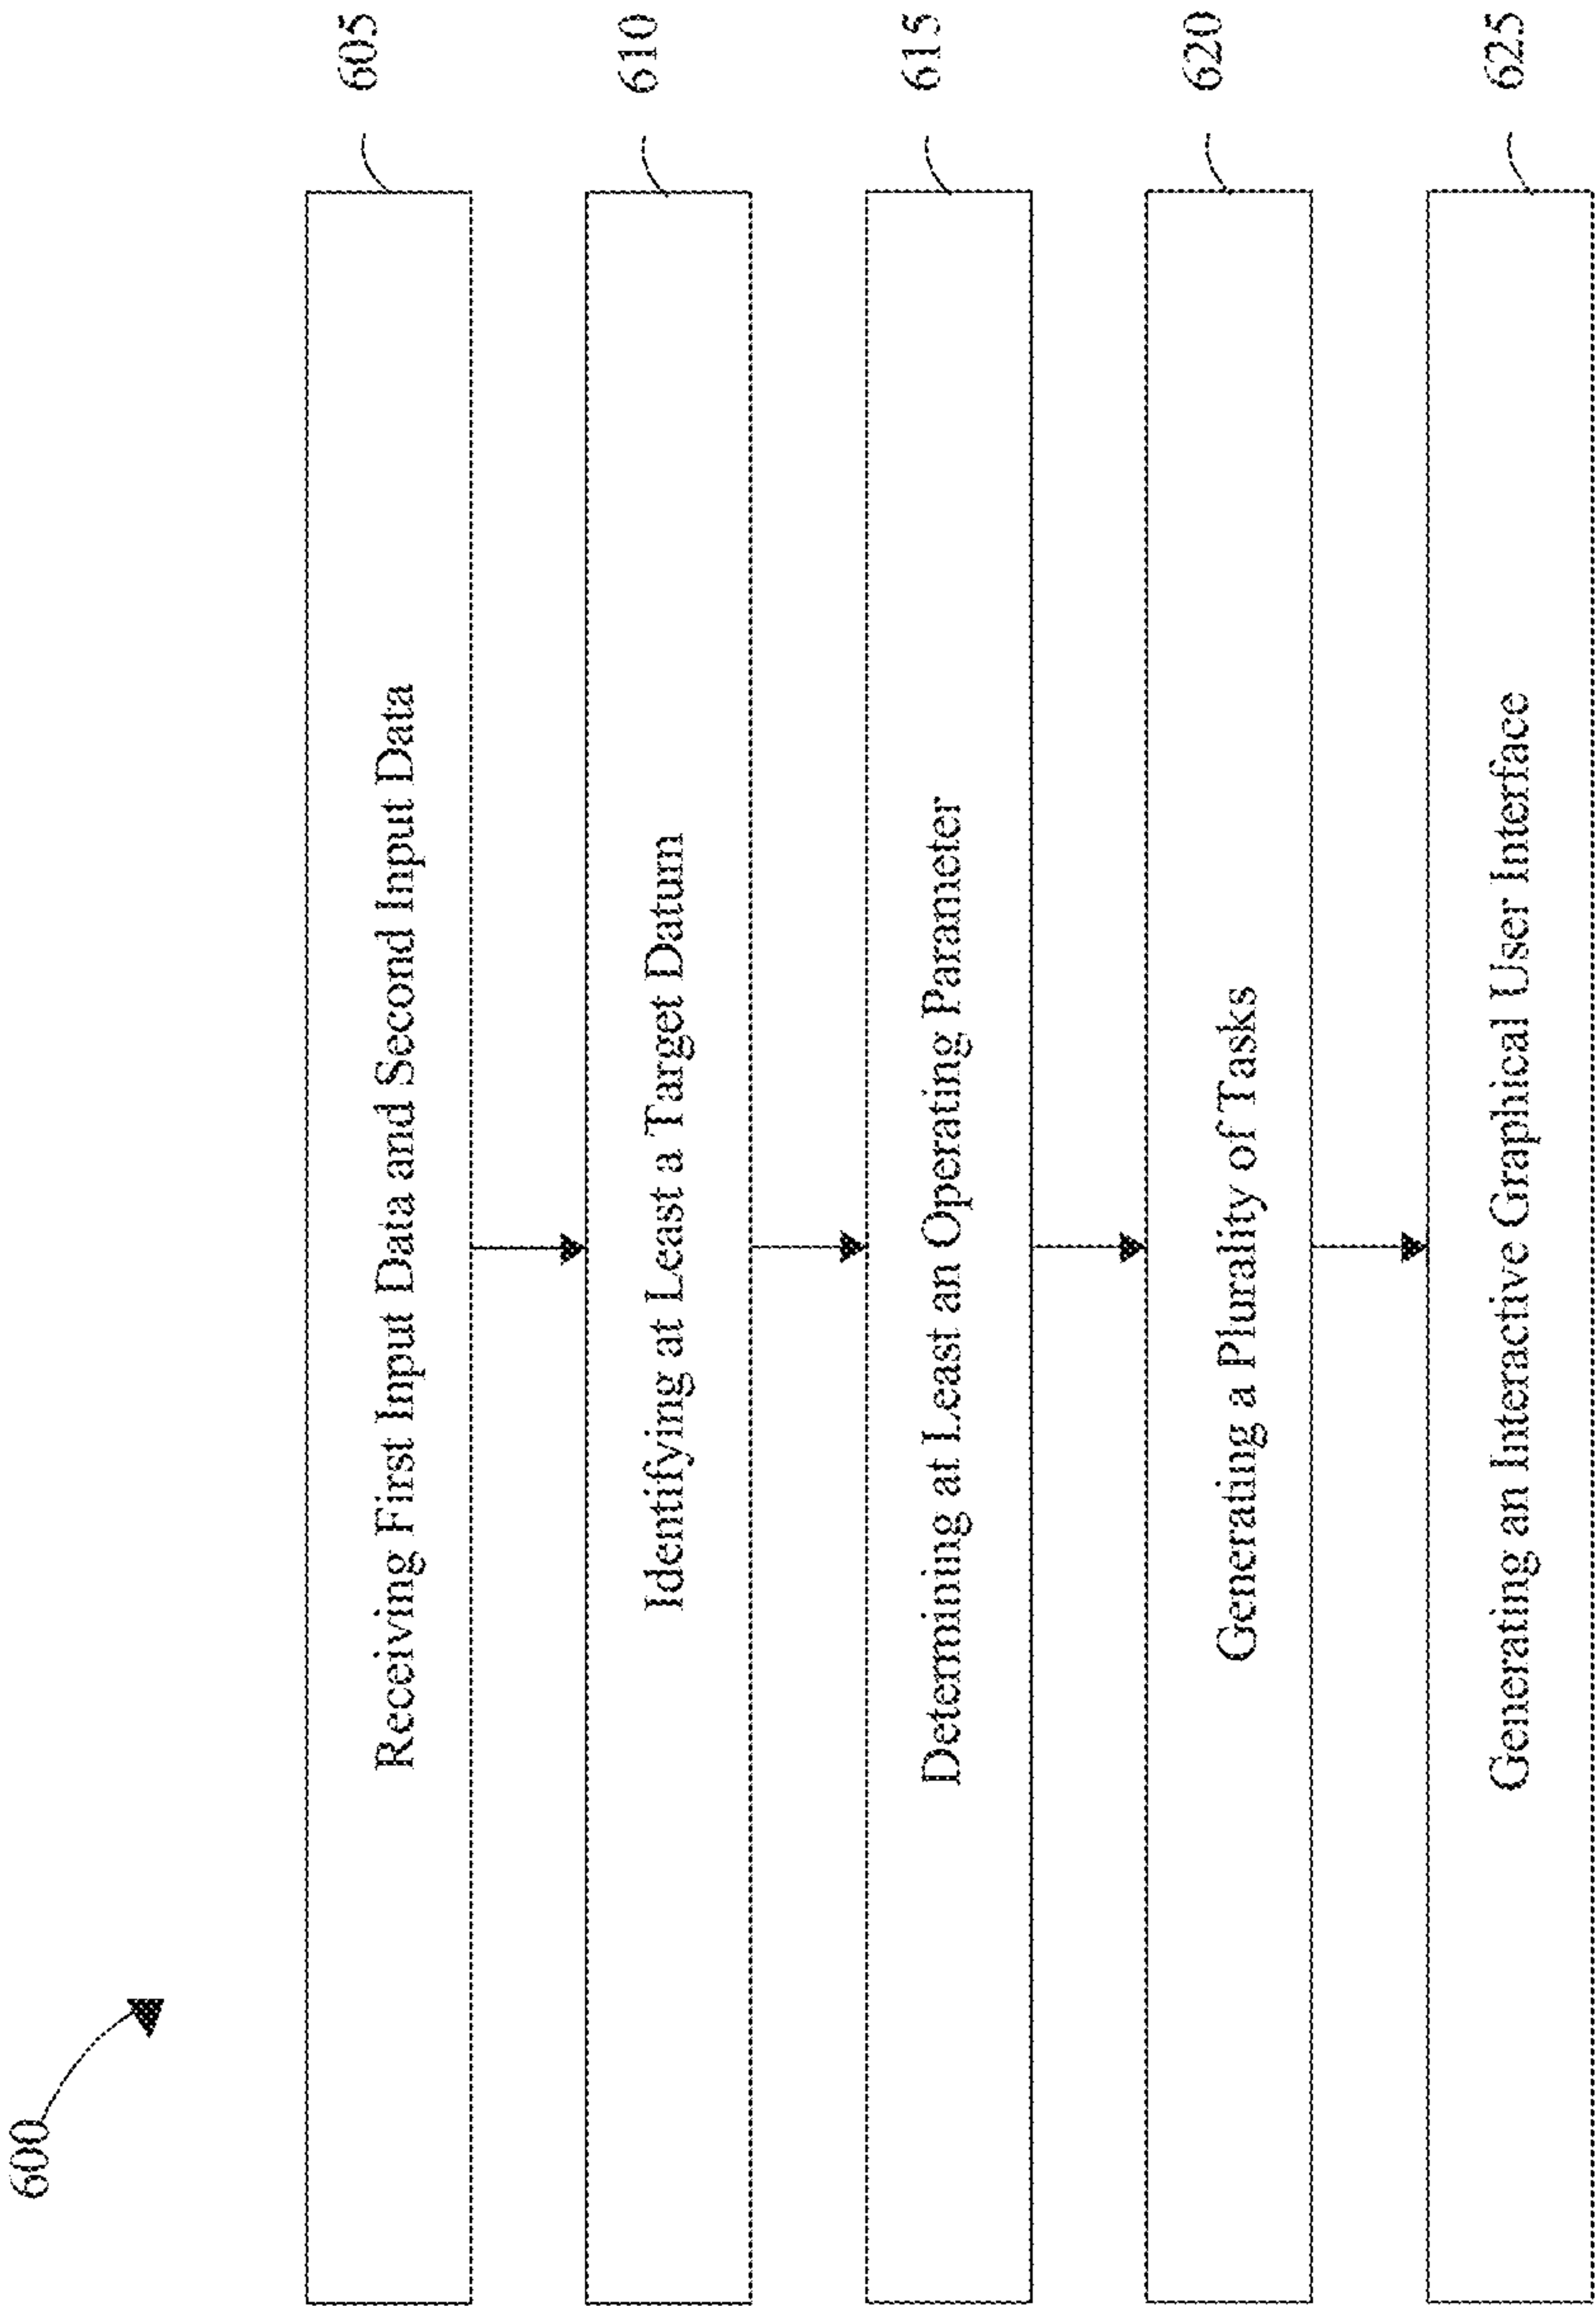 600
Receiving First Input Data and Second Input Data
605
Identifying at Least a Target Datum
610
Determining at Least an Operating Parameter
615
Generating a Plurality of Tasks
620
Generating an Interactive Graphical User Interface
625